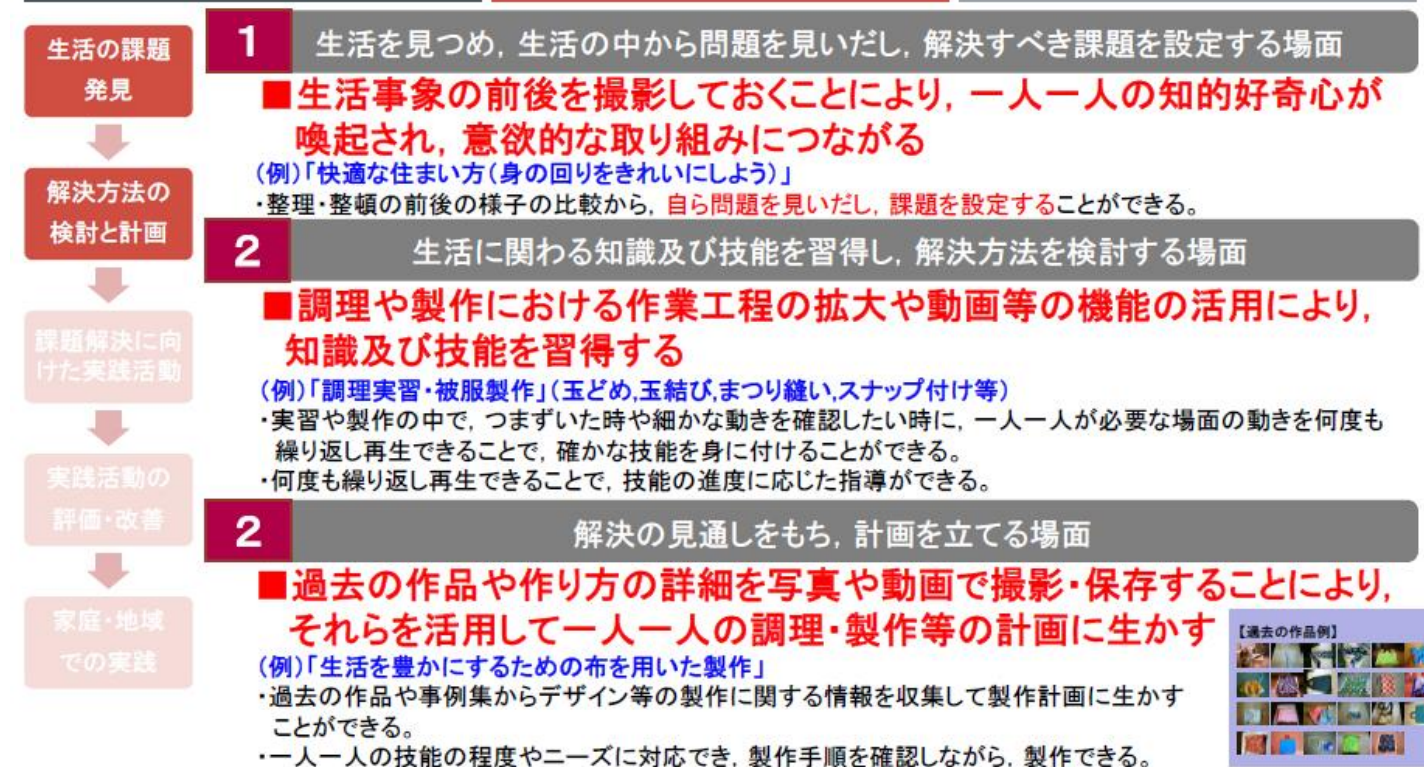 生活の課題
発見
解決方法の
検討と計画
課題解決に向
けた実践活動
実践活動の
評価・改善
家庭・地域
での実践
1 生活を見つめ，生活の中から問題を見いだし，解決すべき課題を設定する場面
■生活事象の前後を撮影しておくことにより，一人一人の知的好奇心が
喚起され，意欲的な取り組みにつながる
（例）「快適な住まい方（身の回りをきれいにしよう）」
・整理・整頓の前後の様子の比較から，自ら問題を見いだし，課題を設定することができる。
2 生活に関わる知識及び技能を習得し，解決方法を検討する場面
■調理や製作における作業工程の拡大や動画等の機能の活用により，
知識及び技能を習得する
（例）「調理実習・被服製作」（玉どめ,玉結び,まつり縫い,スナップ付け等）
・実習や製作の中で，つまずいた時や細かな動きを確認したい時に，一人一人が必要な場面の動きを何度も
繰り返し再生できることで，確かな技能を身に付けることができる。
・何度も繰り返し再生できることで，技能の進度に応じた指導ができる。
2 解決の見通しをもち，計画を立てる場面
■過去の作品や作り方の詳細を写真や動画で撮影・保存することにより，
それらを活用して一人一人の調理・製作等の計画に生かす
（例）「生活を豊かにするための布を用いた製作」
・過去の作品や事例集からデザイン等の製作に関する情報を収集して製作計画に生かす
ことができる。
・一人一人の技能の程度やニーズに対応でき，製作手順を確認しながら，製作できる。
【過去の作品例】